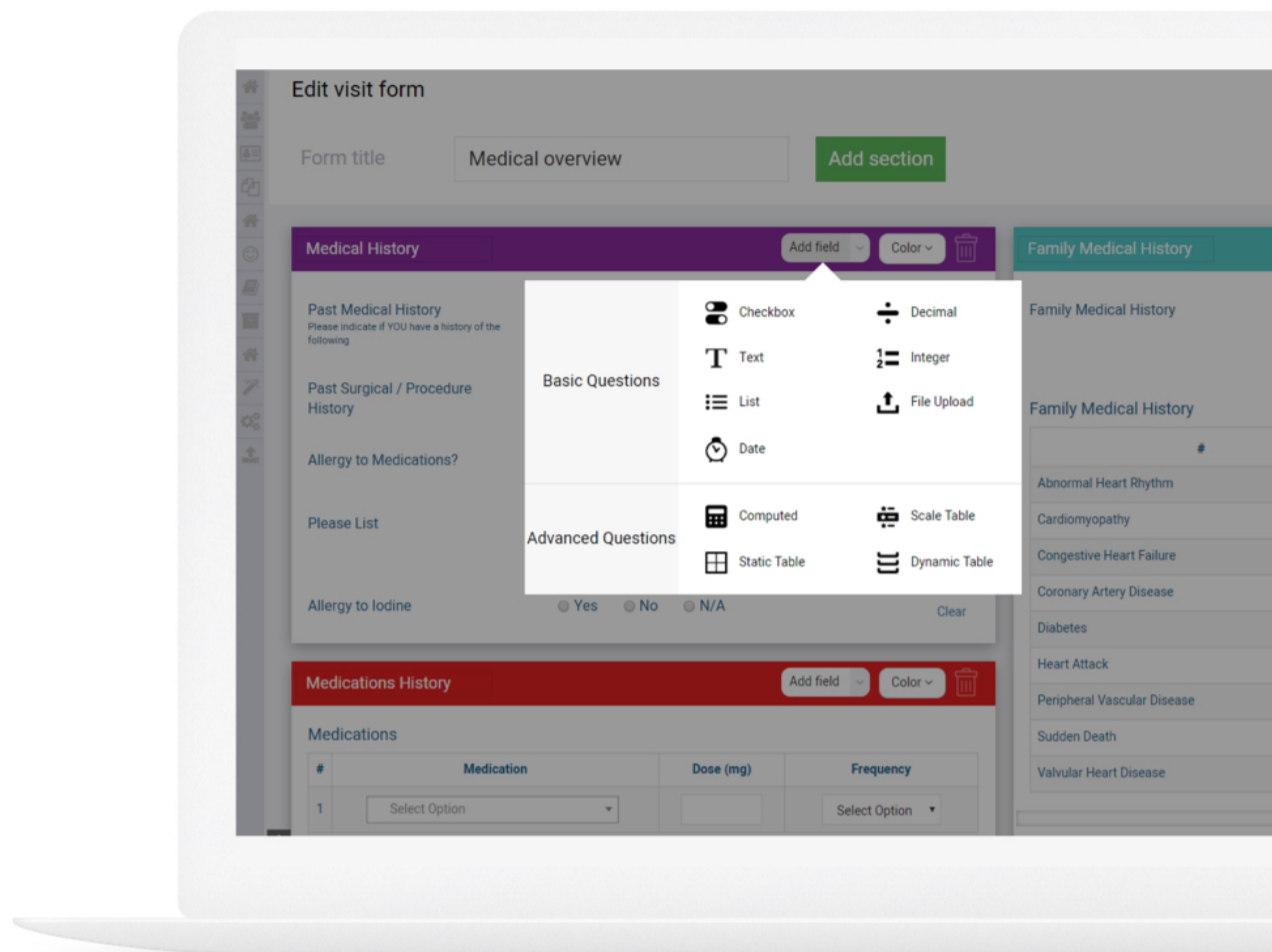 Edit visit form
Form title
Medical overview
Add section
Medical History
Add field
Color
Past Medical History
Please indicate if YOU have a history of the
following
Past Surgical / Procedure
History
Allergy to Medications?
Please List
Allergy to Iodine
Yes No N/A
Clear
Basic Questions
Checkbox
Decimal
Text
Integer
List
File Upload
Date
Advanced Questions
Computed
Scale Table
Static Table
Dynamic Table
Medications History
Add field
Color
Medications
# Medication Dose (mg) Frequency
1 Select Option Select Option
Family Medical History
Family Medical History
Family Medical History
#
Abnormal Heart Rhythm
Cardiomyopathy
Congestive Heart Failure
Coronary Artery Disease
Diabetes
Heart Attack
Peripheral Vascular Disease
Sudden Death
Valvular Heart Disease